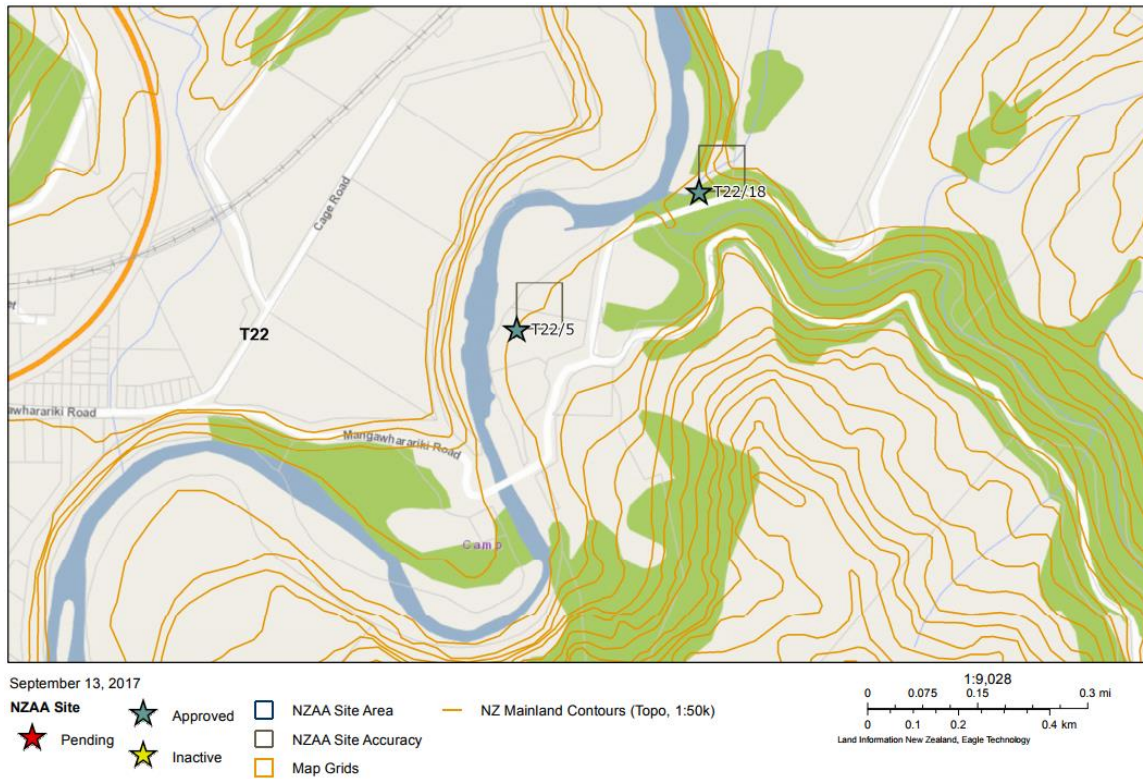 Cage Road
T22/18
T22/5
T22
awharariki Road
Mangawharariki Road
Camp
September 13, 2017
NZAA Site
Pending
Approved
Inactive
NZAA Site Area
NZAA Site Accuracy
Map Grids
NZ Mainland Contours (Topo, 1:50k)
1:9,028
0 0.075 0.15 0.3 mi
0 0.1 0.2 0.4 km
Land Information New Zealand, Eagle Technology